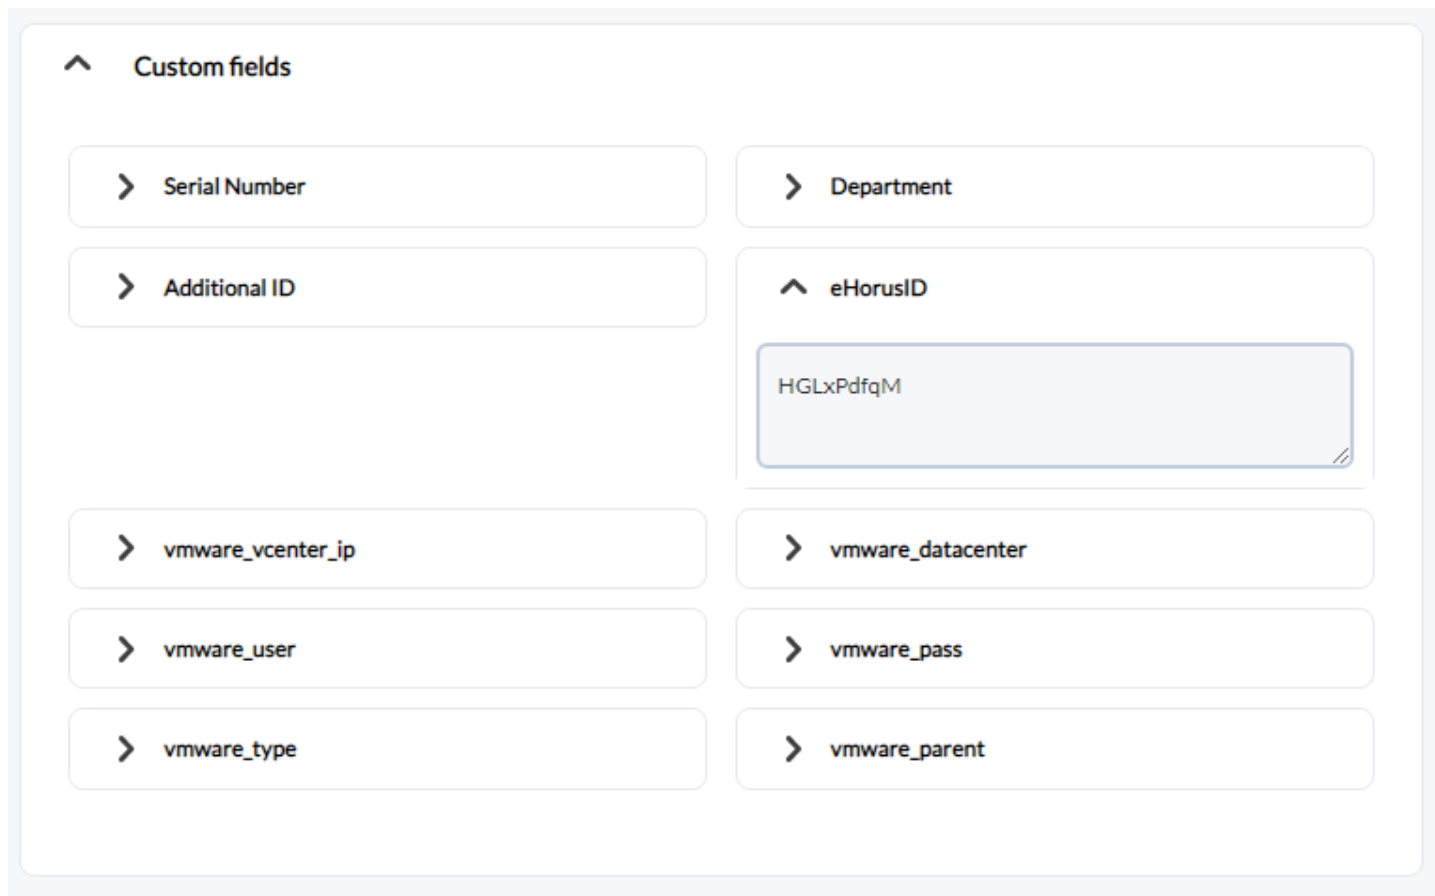 Custom fields
Serial Number
Department
Additional ID
eHorusID
HGLxPdfqM
vmware_vcenter_ip
vmware_datacenter
vmware_user
vmware_pass
vmware_type
vmware_parent